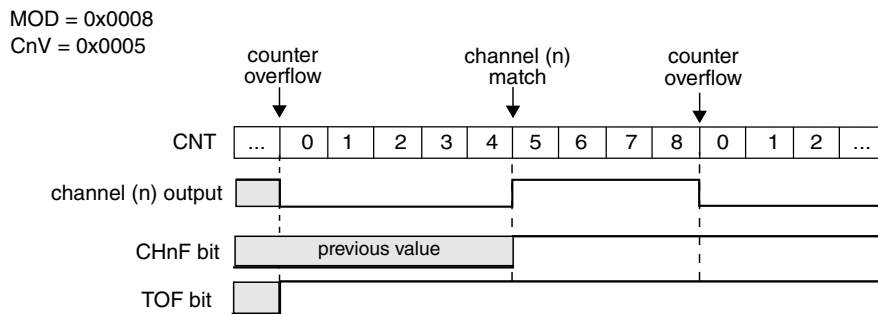 MOD = 0x0008
CnV = 0x0005
counter
overflow
channel (n)
match
counter
overflow
CNT ... 0 1 2 3 4 5 6 7 8 0 1 2 ...
channel (n) output
CHnF bit previous value
TOF bit